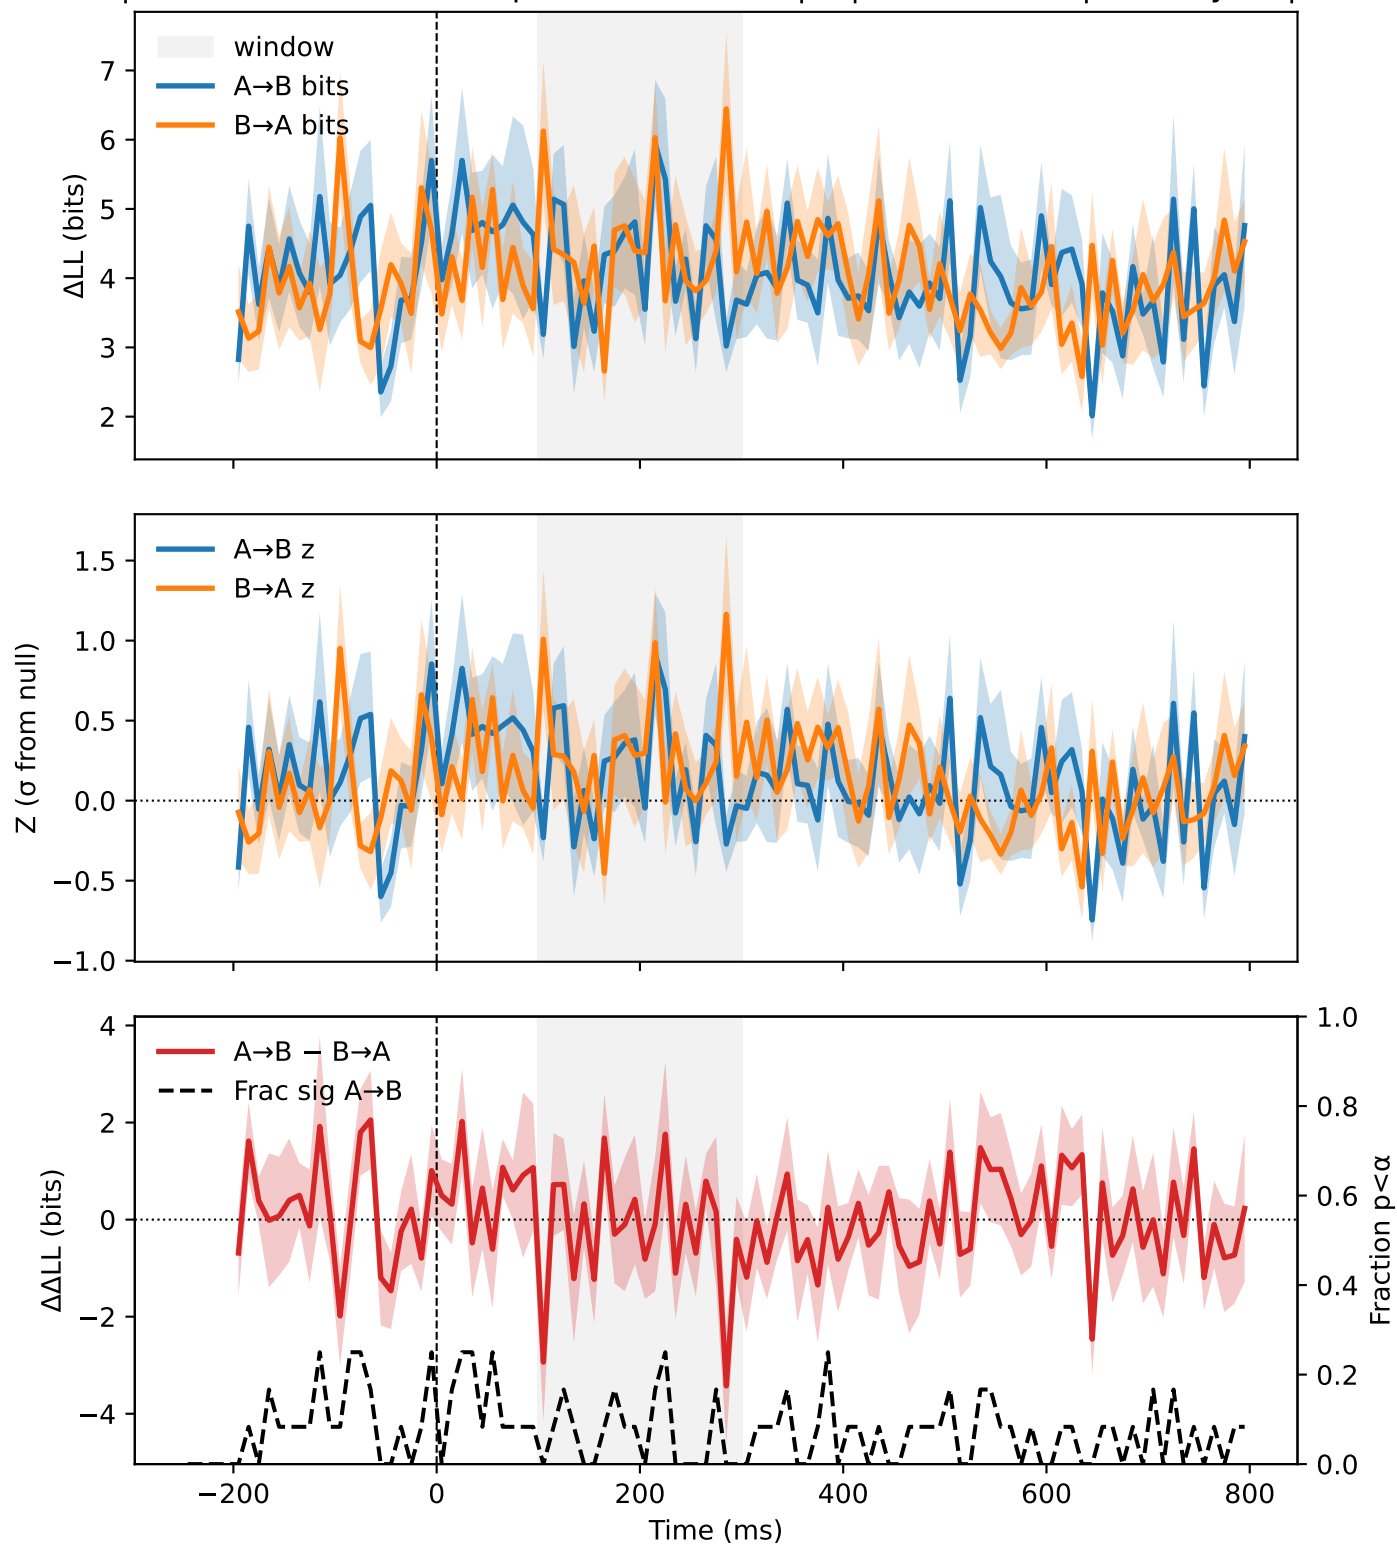 window
A→B bits
B→A bits
7
6
5
4
3
2
ΔLL (bits)
A→B z
B→A z
1.5
1.0
0.5
0.0
−0.5
−1.0
Z (σ from null)
A→B − B→A
Frac sig A→B
4
2
0
−2
−4
ΔΔLL (bits)
1.0
0.8
0.6
0.4
0.2
0.0
Fraction p<α
−200 0 200 400 600 800
Time (ms)